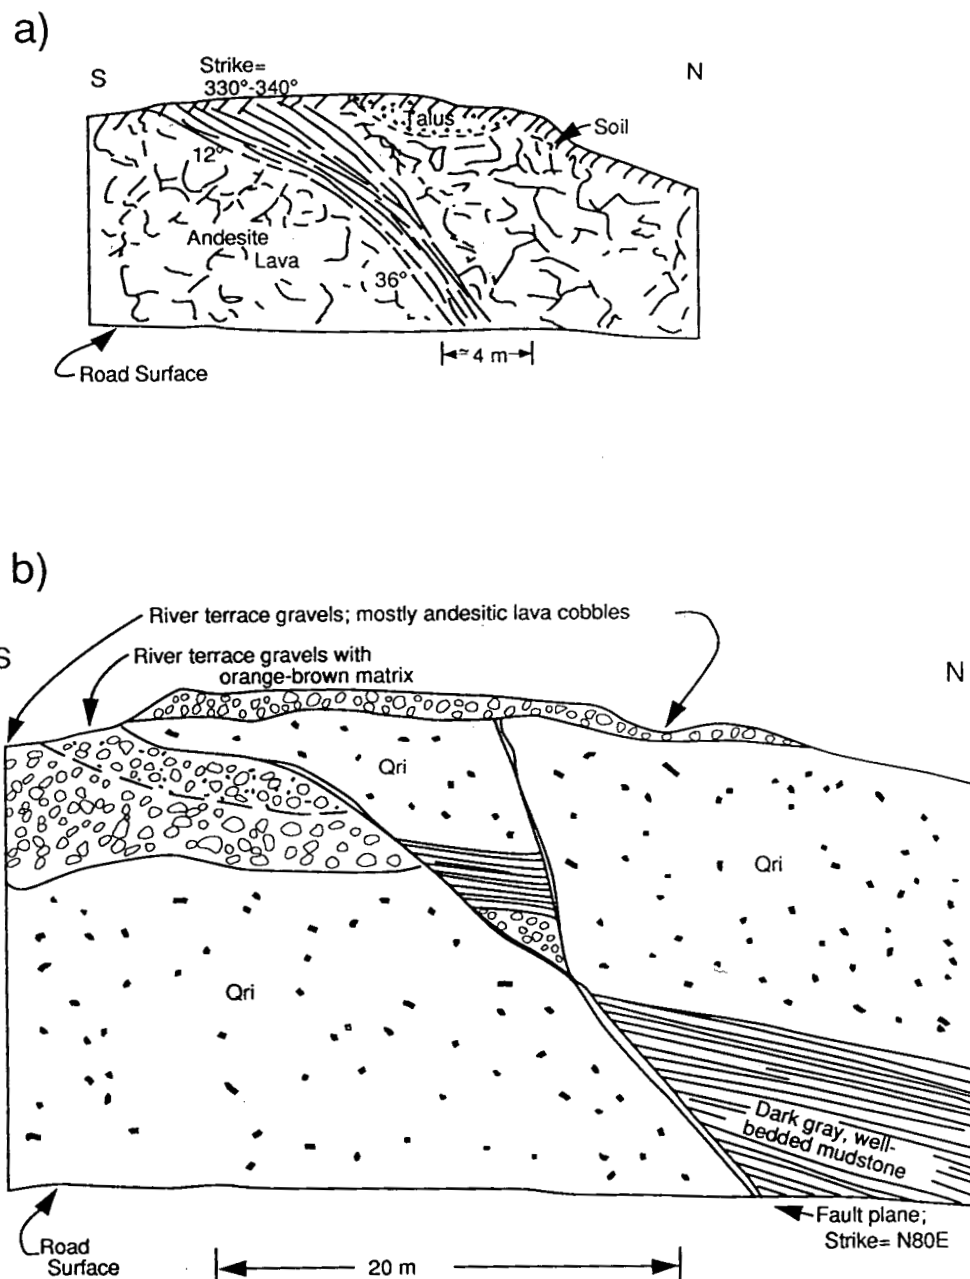 a)
S
Strike=
330°-340°
N
Talus
Soil
12°
Andesite
Lava
36°
≃ 4 m
Road Surface
b)
River terrace gravels; mostly andesitic lava cobbles
S
River terrace gravels with
orange-brown matrix
N
Qri
Qri
Qri
Dark gray, well-
bedded mudstone
Fault plane;
Strike= N80E
Road
Surface
20 m